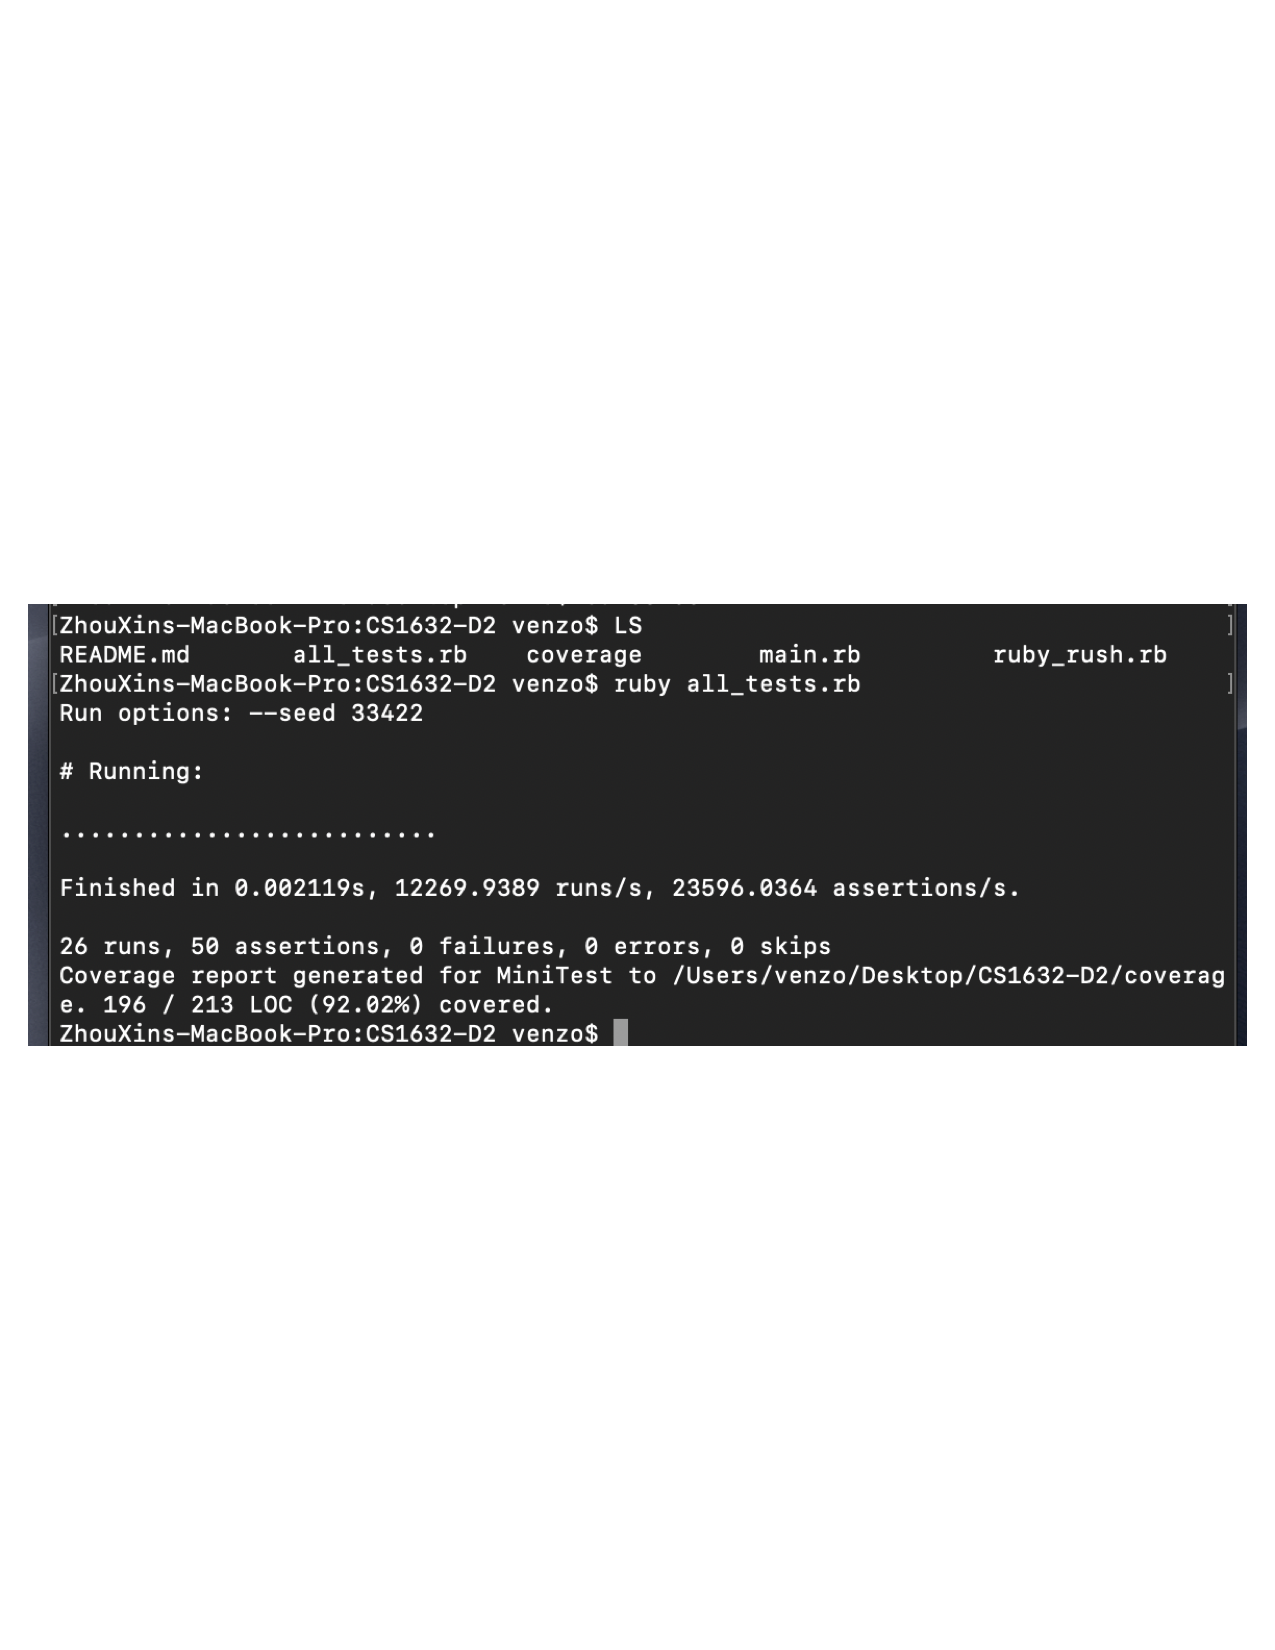 [ZhouXins-MacBook-Pro:CS1632-D2 venzo$ LS ]
README.md all_tests.rb coverage main.rb ruby_rush.rb
[ZhouXins-MacBook-Pro:CS1632-D2 venzo$ ruby all_tests.rb ]
Run options: --seed 33422
# Running:
..........................
Finished in 0.002119s, 12269.9389 runs/s, 23596.0364 assertions/s.
26 runs, 50 assertions, 0 failures, 0 errors, 0 skips
Coverage report generated for MiniTest to /Users/venzo/Desktop/CS1632-D2/coverag
e. 196 / 213 LOC (92.02%) covered.
ZhouXins-MacBook-Pro:CS1632-D2 venzo$